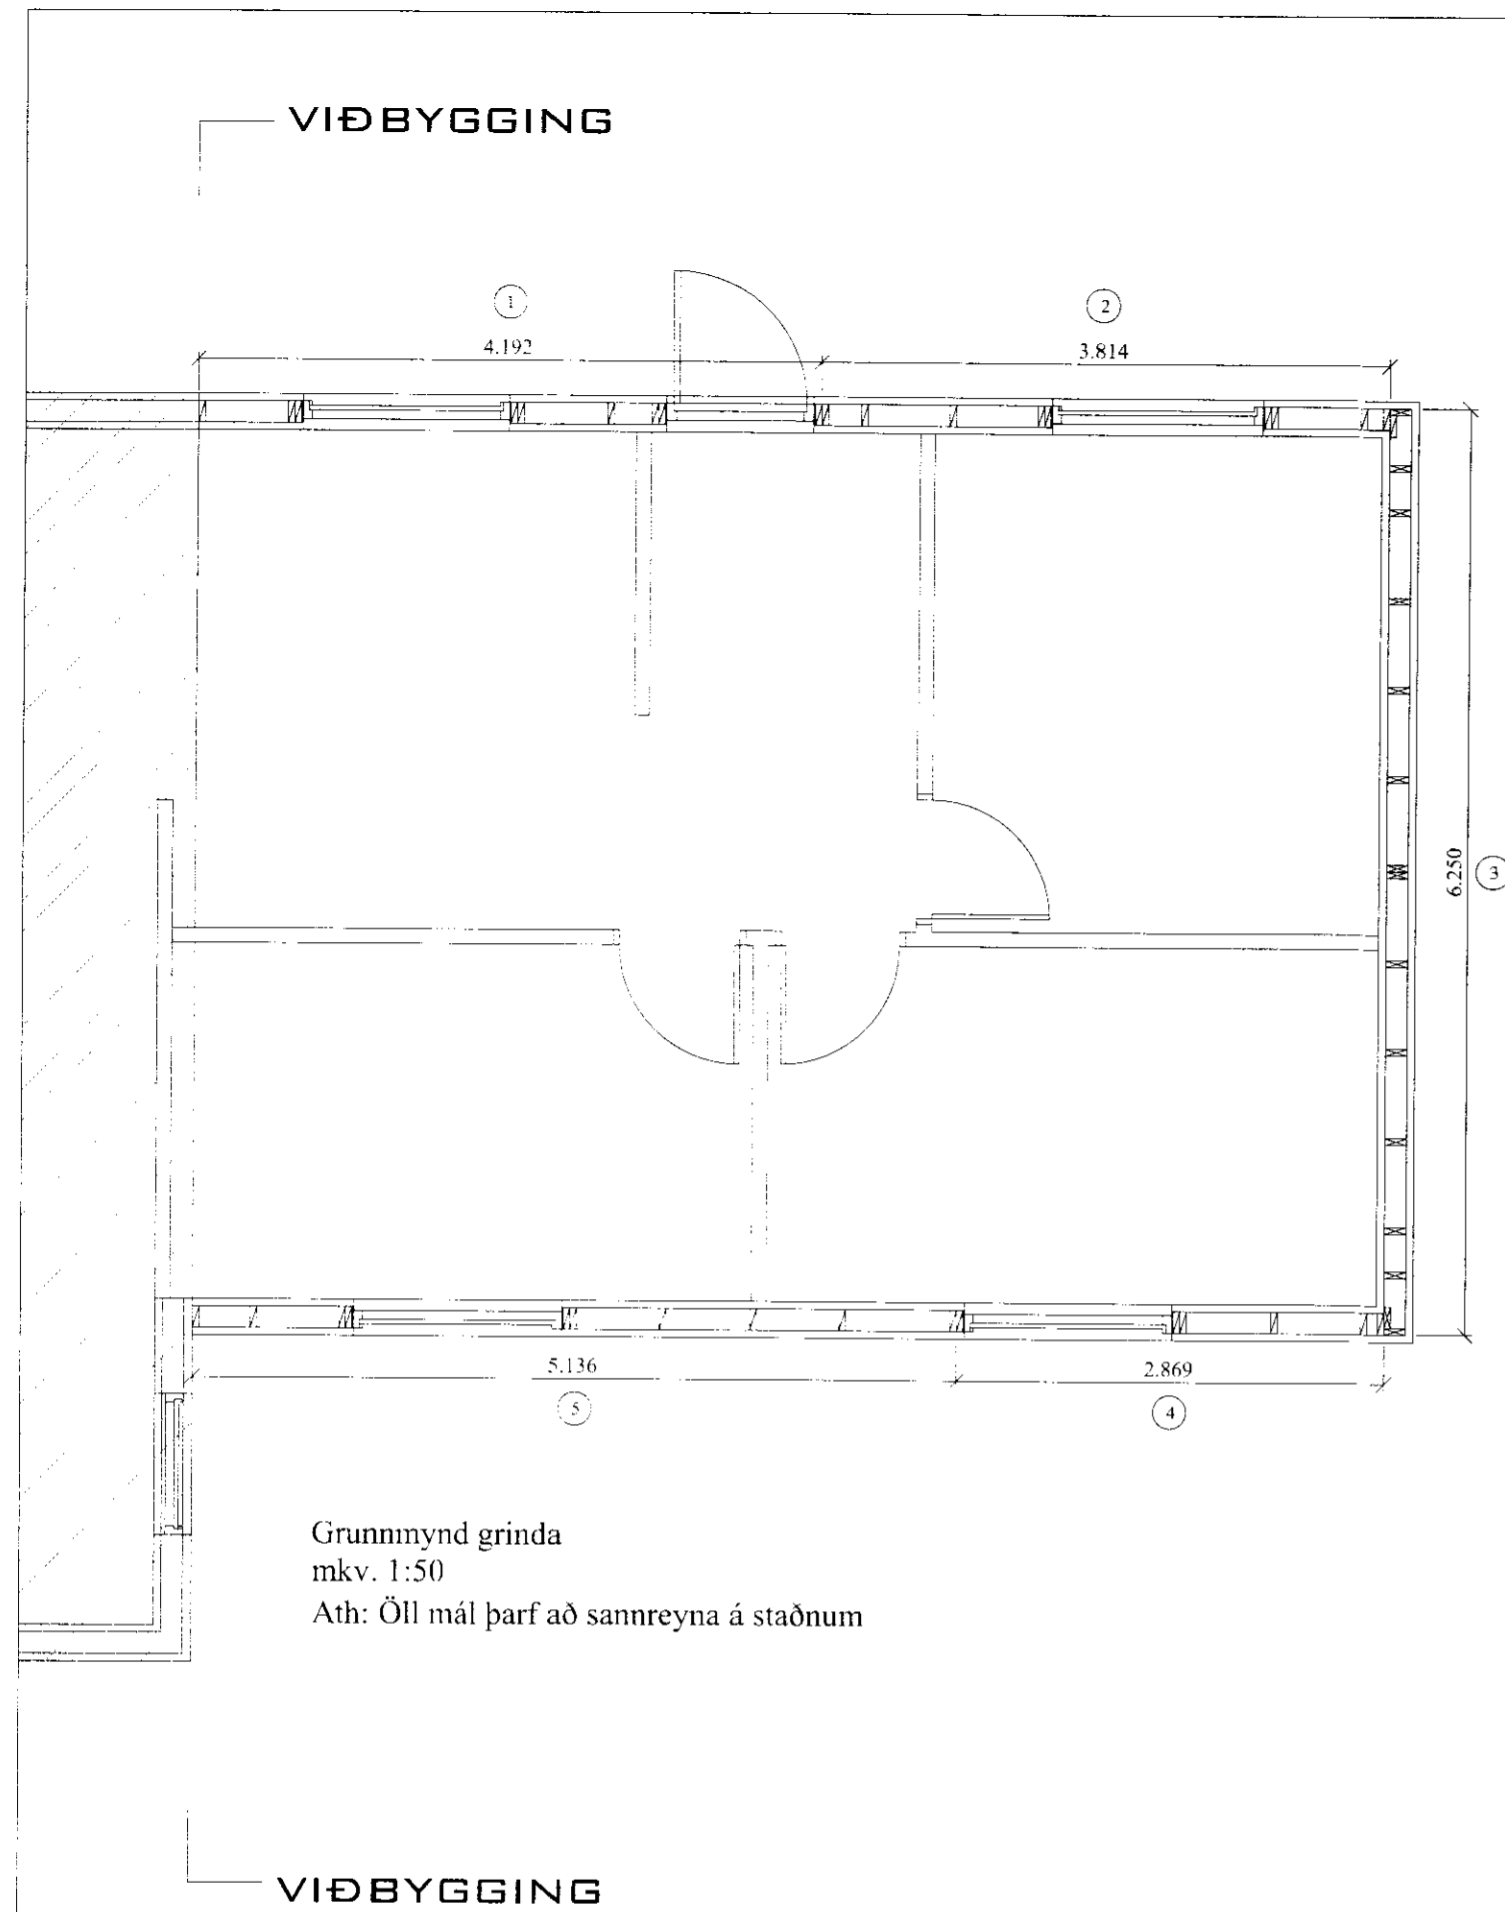 VIÐBYGGING
1
2
4.192
3.814
6.250
3
5.136
2.869
5
4
Grunnmynd grinda
mkv. 1:50
Ath: Öll mál þarf að sannreyna á staðnum
VIÐBYGGING